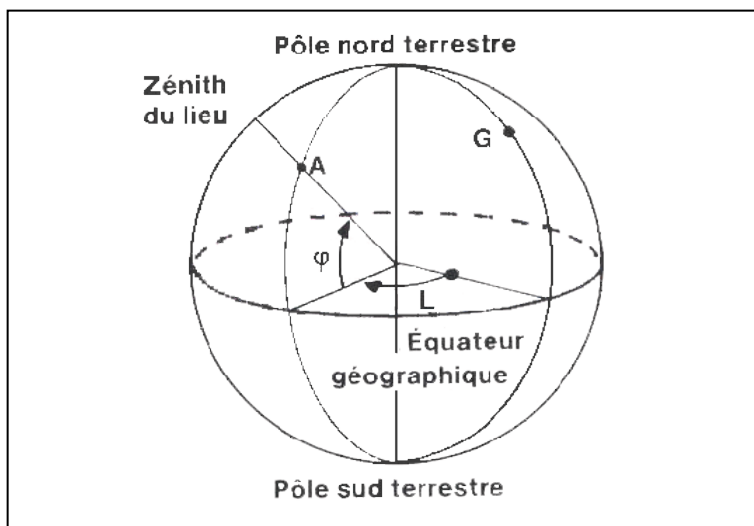 Pôle nord terrestre
Zénith
du lieu
G
A
φ
L
Équateur
géographique
Pôle sud terrestre